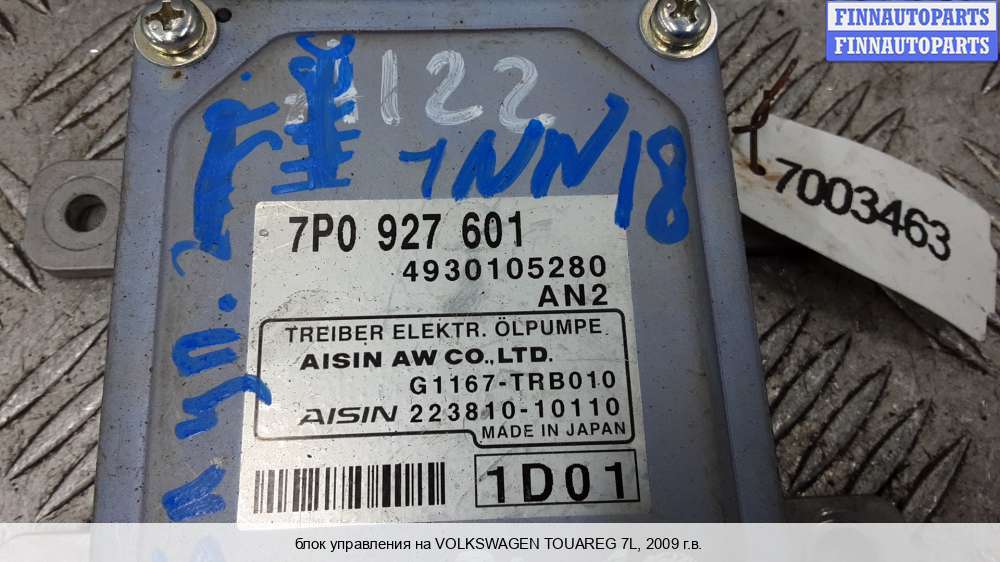 FINNAUTOPARTS
FINNAUTOPARTS
122
1NN18
7003463
7P0 927 601
4930105280
AN2
TREIBER ELEKTR. ÖLPUMPE
AISIN AW CO., LTD.
G1167-TRB010
AISIN 223810-10110
MADE IN JAPAN
1D01
блок управления на VOLKSWAGEN TOUAREG 7L, 2009 г.в.